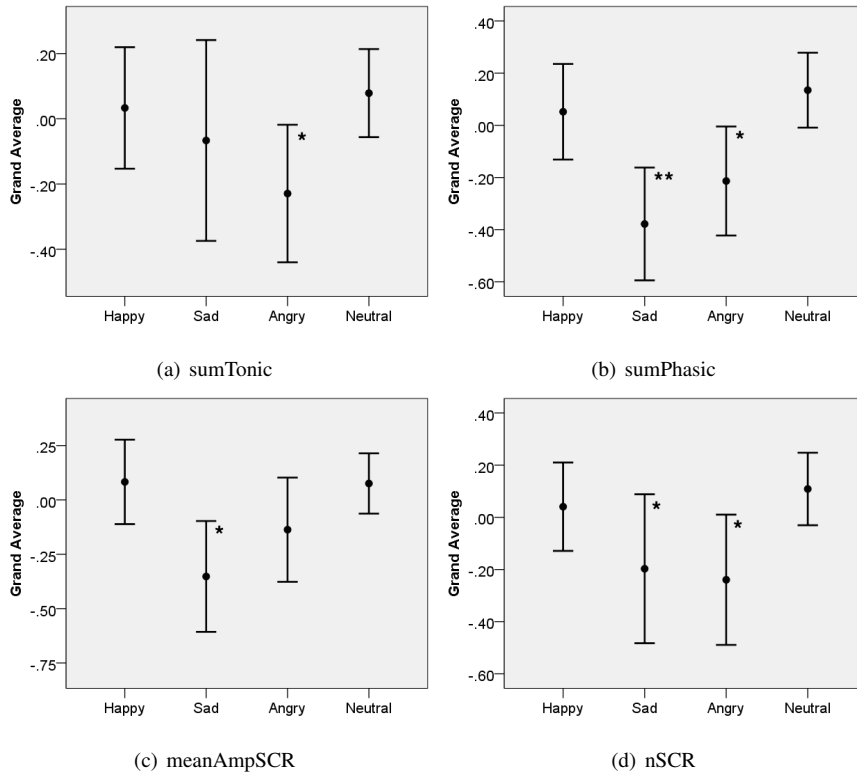 .20
.00
-.20
-.40
Grand Average
*
Happy Sad Angry Neutral
(a) sumTonic
.40
.20
.00
-.20
-.40
-.60
Grand Average
**
*
Happy Sad Angry Neutral
(b) sumPhasic
.25
.00
-.25
-.50
-.75
Grand Average
*
Happy Sad Angry Neutral
(c) meanAmpSCR
.40
.20
.00
-.20
-.40
-.60
Grand Average
*
*
Happy Sad Angry Neutral
(d) nSCR